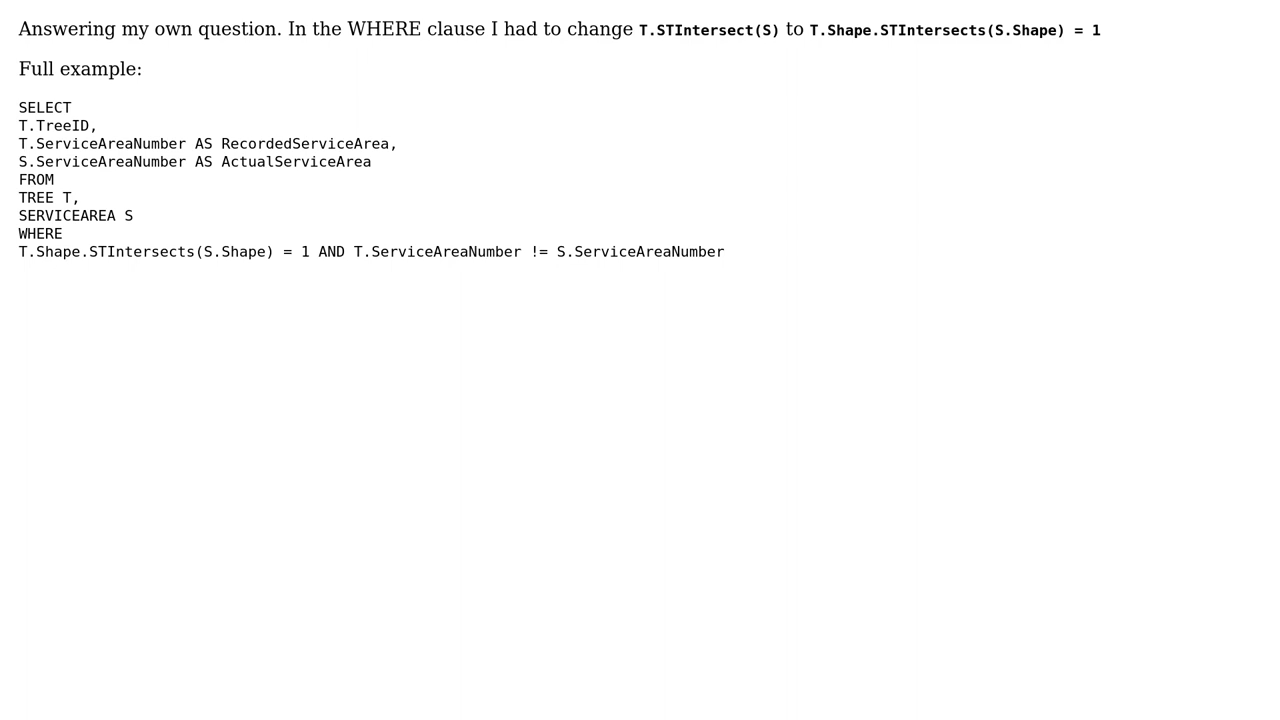 Answering my own question. In the WHERE clause I had to change T.STIntersect(S) to T.Shape.STIntersects(S.Shape) = 1
Full example:
SELECT
T.TreeID,
T.ServiceAreaNumber AS RecordedServiceArea,
S.ServiceAreaNumber AS ActualServiceArea
FROM
TREE T,
SERVICEAREA S
WHERE
T.Shape.STIntersects(S.Shape) = 1 AND T.ServiceAreaNumber != S.ServiceAreaNumber